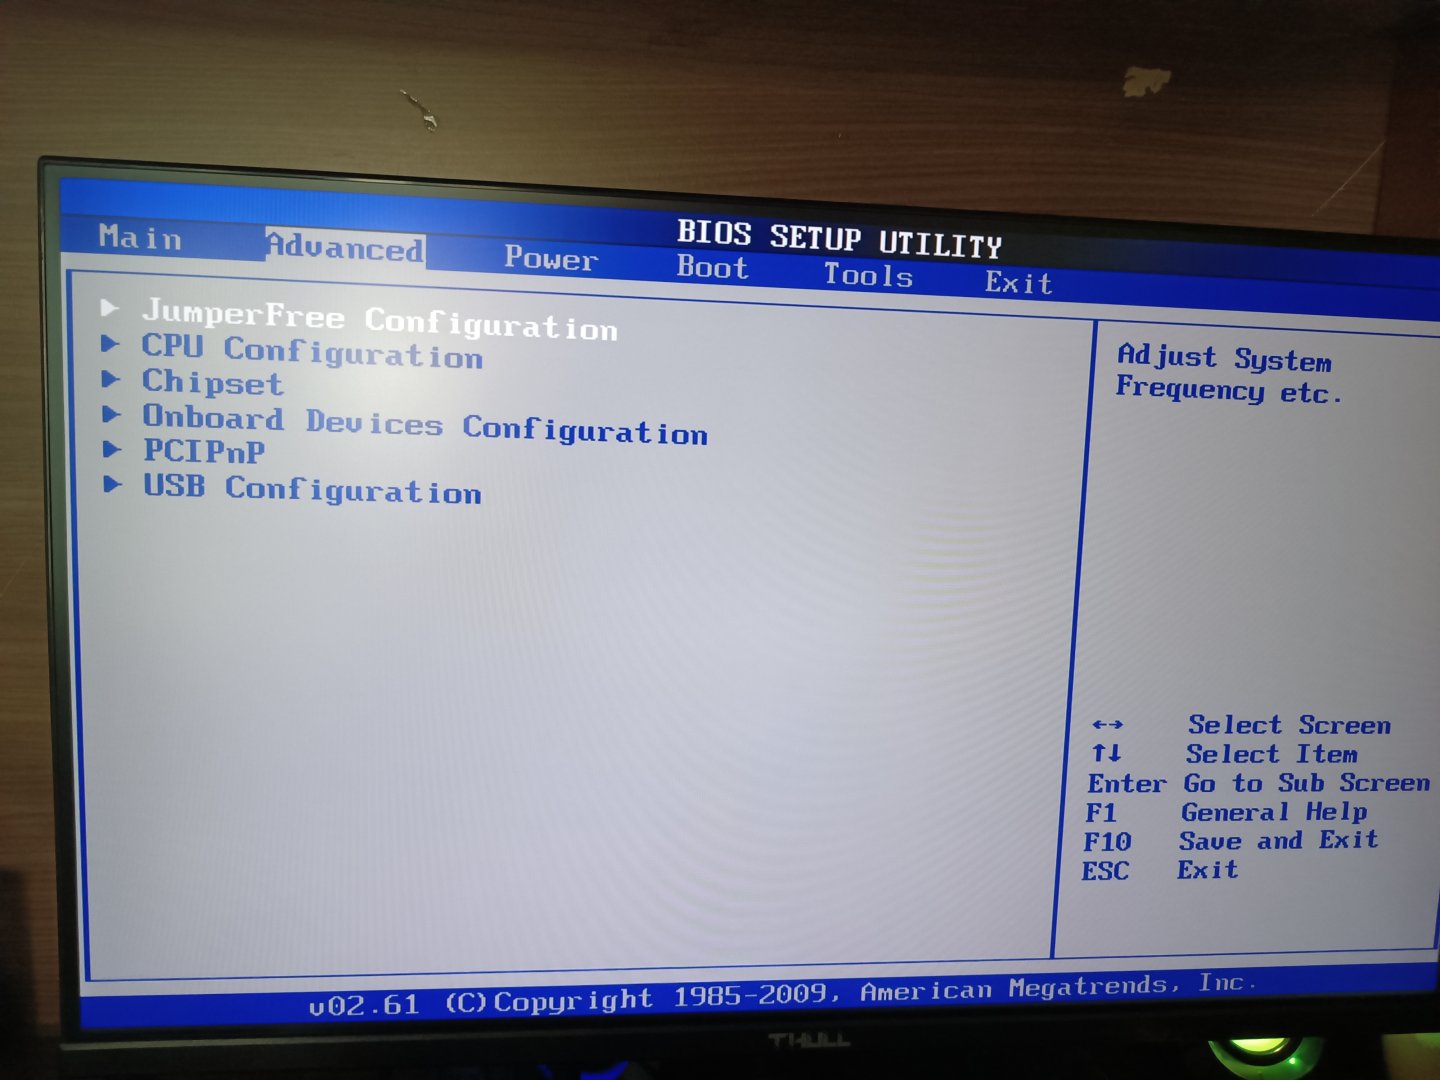 BIOS SETUP UTILITY
Main Advanced Power Boot Tools Exit
JumperFree Configuration
CPU Configuration
Chipset
Onboard Devices Configuration
PCIPnP
USB Configuration
Adjust System
Frequency etc.
←→ Select Screen
↑↓ Select Item
Enter Go to Sub Screen
F1 General Help
F10 Save and Exit
ESC Exit
v02.61 (C)Copyright 1985-2009, American Megatrends, Inc.
THULL